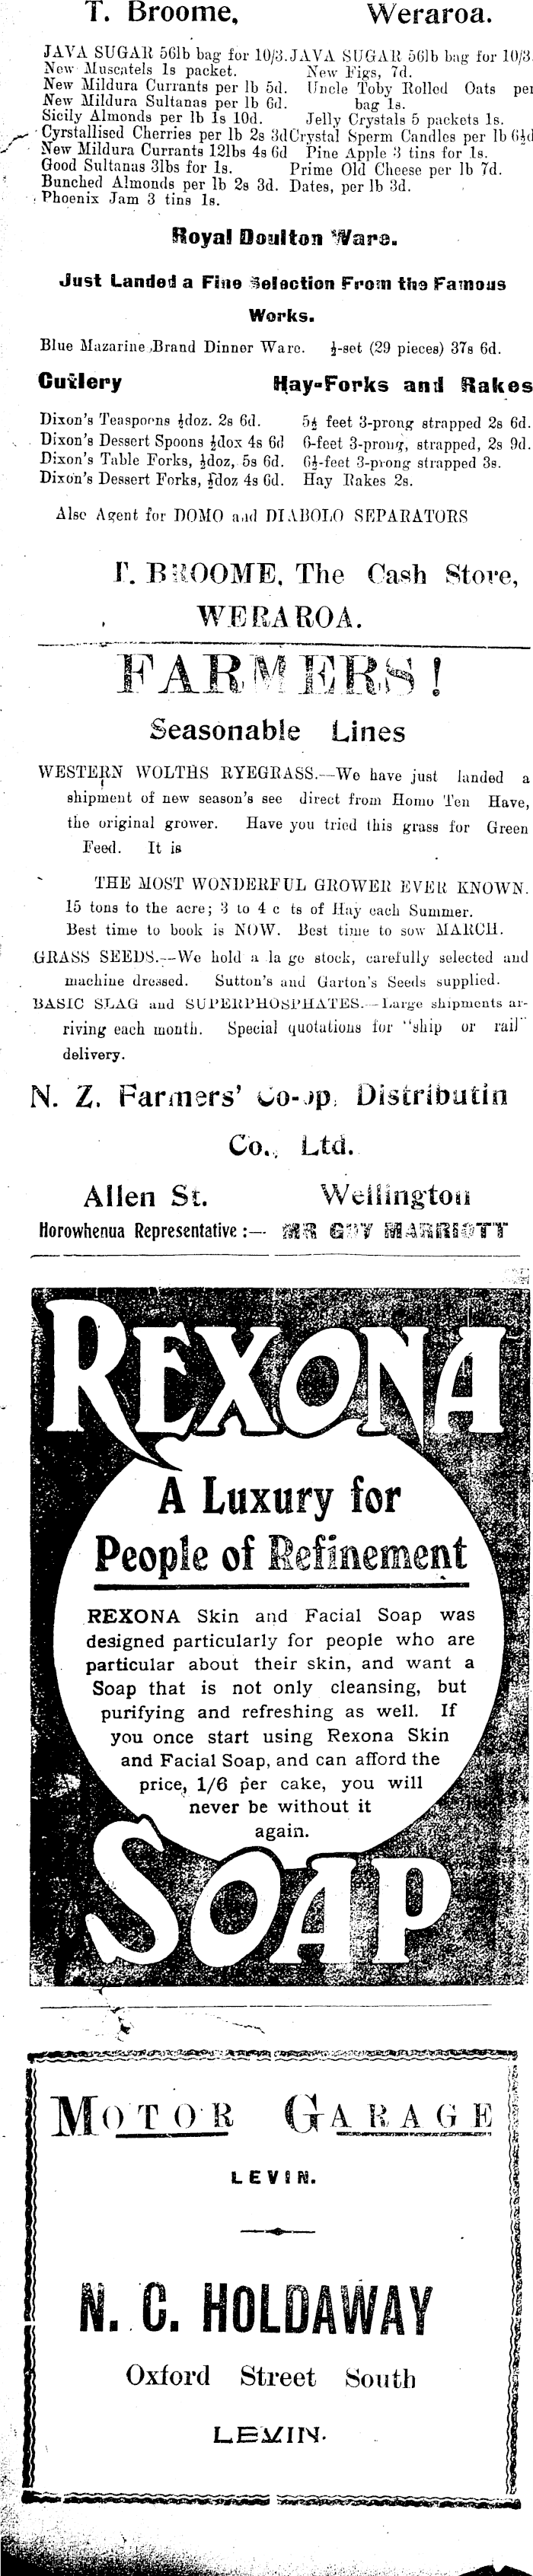 T. Broome, Weraroa.
JAVA SUGAR 56lb bag for 10/3. JAVA SUGAR 56lb bag for 10/3
New Muscatels 1s packet. New Figs, 7d.
New Mildura Currants per lb 5d. Uncle Toby Rolled Oats per
New Mildura Sultanas per lb 6d. bag 1s.
Sicily Almonds per lb 1s 10d. Jelly Crystals 5 packets 1s.
Cyrstallised Cherries per lb 2s 3d Crystal Sperm Candles per lb 6½d
New Mildura Currants 12lbs 4s 6d Pine Apple 3 tins for 1s.
Good Sultanas 3lbs for 1s. Prime Old Cheese per lb 7d.
Bunched Almonds per lb 2s 3d. Dates, per lb 3d.
Phoenix Jam 3 tins 1s.
Royal Doulton Ware.
Just Landed a Fine Selection From the Famous
Works.
Blue Mazarine Brand Dinner Ware. ½-set (29 pieces) 37s 6d.
Cutlery Hay-Forks and Rakes
Dixon's Teaspoons ½doz. 2s 6d. 5½ feet 3-prong strapped 2s 6d.
Dixon's Dessert Spoons ½dox 4s 6d 6-feet 3-prong, strapped, 2s 9d.
Dixon's Table Forks, ½doz, 5s 6d. 6½-feet 3-prong strapped 3s.
Dixon's Dessert Forks, ½doz 4s 6d. Hay Rakes 2s.
Also Agent for DOMO and DIABOLO SEPARATORS
T. BROOME, The Cash Store,
WERAROA.
FARMERS!
Seasonable Lines
WESTERN WOLTHS RYEGRASS.—We have just landed a
shipment of new season's see direct from Homo Ten Have,
the original grower. Have you tried this grass for Green
Feed. It is
THE MOST WONDERFUL GROWER EVER KNOWN.
15 tons to the acre; 3 to 4 c ts of Hay each Summer.
Best time to book is NOW. Best time to sow MARCH.
GRASS SEEDS.—We hold a la ge stock, carefully selected and
machine dressed. Sutton's and Garton's Seeds supplied.
BASIC SLAG and SUPERPHOSPHATES.—Large shipments ar-
riving each month. Special quotations for "ship or rail"
delivery.
N. Z. Farmers' Co-op. Distributin
Co., Ltd.
Allen St. Wellington
Horowhenua Representative :— MR GUY MARRIOTT
REXONA
A Luxury for
People of Refinement
REXONA Skin and Facial Soap was
designed particularly for people who are
particular about their skin, and want a
Soap that is not only cleansing, but
purifying and refreshing as well. If
you once start using Rexona Skin
and Facial Soap, and can afford the
price, 1/6 per cake, you will
never be without it
again.
SOAP
MOTOR GARAGE
LEVIN.
N. C. HOLDAWAY
Oxford Street South
LEVIN.